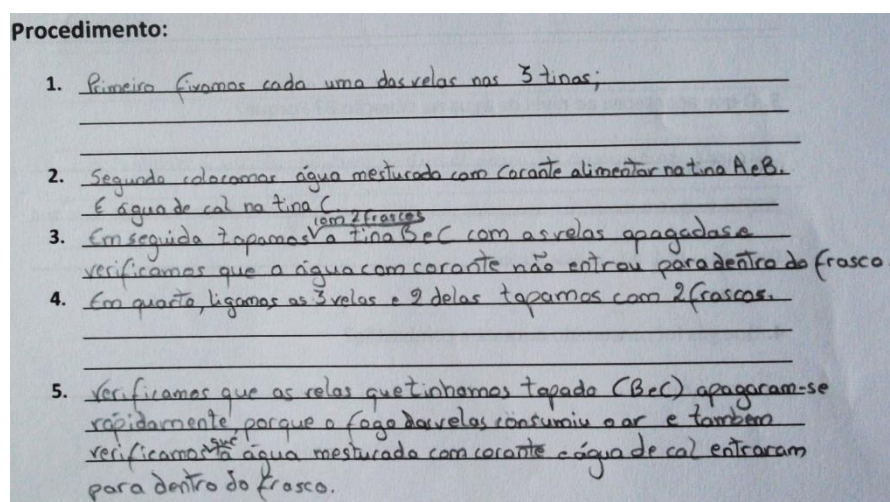 Procedimento:
1. Primeiro fixamos cada uma das velas nas 3 tinas;
2. Segundo colocamos água mesturada com corante alimentar na tina A e B.
E água de cal na tina C.
com 2 frascos
3. Em seguida tapamos a tina B e C com as velas apagadas e
verificamos que a água com corante não entrou para dentro do frasco
4. Em quarto, ligamos as 3 velas e 2 delas tapamos com 2 frascos.
5. Verificamos que as velas que tinhamos tapado (B e C) apagaram-se
rápidamente, porque o fogo das velas consumiu o ar e também
verificamos que a água mesturada com corante e água de cal entraram
para dentro do frasco.